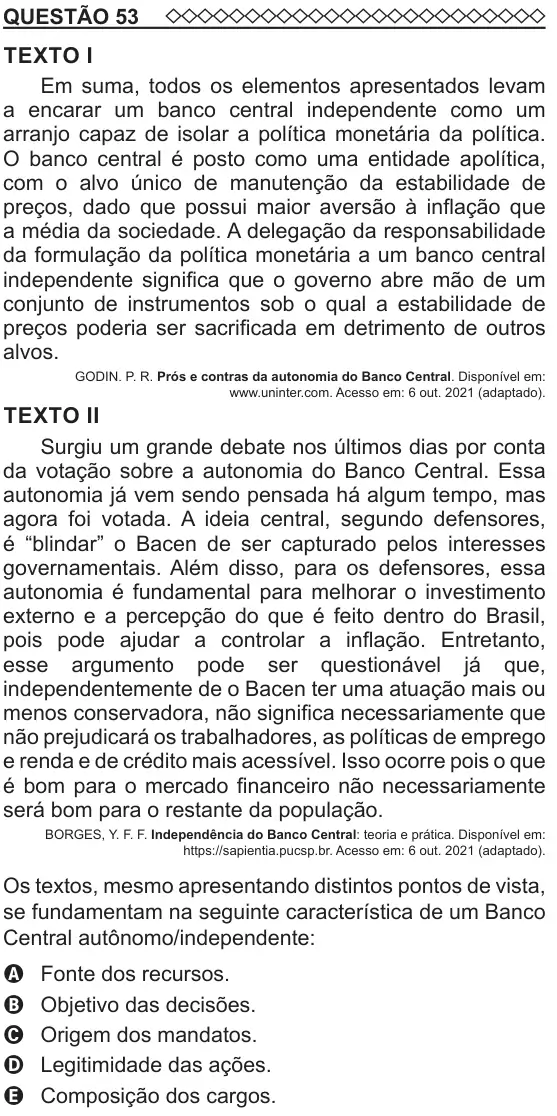 QUESTÃO 53
TEXTO I
Em suma, todos os elementos apresentados levam
a encarar um banco central independente como um
arranjo capaz de isolar a política monetária da política.
O banco central é posto como uma entidade apolítica,
com o alvo único de manutenção da estabilidade de
preços, dado que possui maior aversão à inflação que
a média da sociedade. A delegação da responsabilidade
da formulação da política monetária a um banco central
independente significa que o governo abre mão de um
conjunto de instrumentos sob o qual a estabilidade de
preços poderia ser sacrificada em detrimento de outros
alvos.
GODIN. P. R. Prós e contras da autonomia do Banco Central. Disponível em:
www.uninter.com. Acesso em: 6 out. 2021 (adaptado).
TEXTO II
Surgiu um grande debate nos últimos dias por conta
da votação sobre a autonomia do Banco Central. Essa
autonomia já vem sendo pensada há algum tempo, mas
agora foi votada. A ideia central, segundo defensores,
é “blindar” o Bacen de ser capturado pelos interesses
governamentais. Além disso, para os defensores, essa
autonomia é fundamental para melhorar o investimento
externo e a percepção do que é feito dentro do Brasil,
pois pode ajudar a controlar a inflação. Entretanto,
esse argumento pode ser questionável já que,
independentemente de o Bacen ter uma atuação mais ou
menos conservadora, não significa necessariamente que
não prejudicará os trabalhadores, as políticas de emprego
e renda e de crédito mais acessível. Isso ocorre pois o que
é bom para o mercado financeiro não necessariamente
será bom para o restante da população.
BORGES, Y. F. F. Independência do Banco Central: teoria e prática. Disponível em:
https://sapientia.pucsp.br. Acesso em: 6 out. 2021 (adaptado).
Os textos, mesmo apresentando distintos pontos de vista,
se fundamentam na seguinte característica de um Banco
Central autônomo/independente:
A Fonte dos recursos.
B Objetivo das decisões.
C Origem dos mandatos.
D Legitimidade das ações.
E Composição dos cargos.